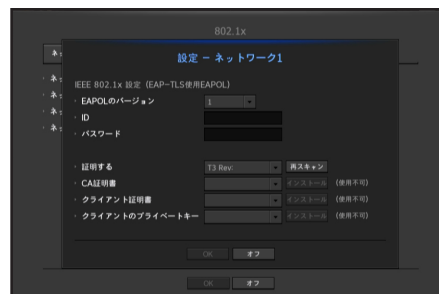 802.1x
設定 − ネットワーク1
IEEE 802.1x 設定 (EAP-TLS使用EAPOL)
· EAPOLのバージョン 1
· ID
· パスワード
· 証明する T3 Rev: 再スキャン
· CA証明書 インストール (使用不可)
· クライアント証明書 インストール (使用不可)
· クライアントのプライベートキー インストール (使用不可)
OK オフ
OK オフ